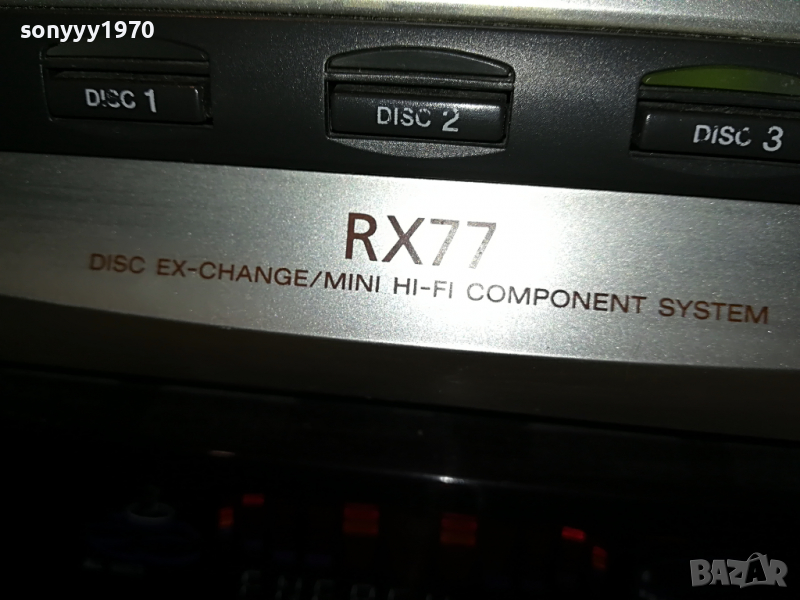 sonyyy1970
DISC 1 DISC 2 DISC 3
RX77
DISC EX-CHANGE/MINI HI-FI COMPONENT SYSTEM
BAZAR